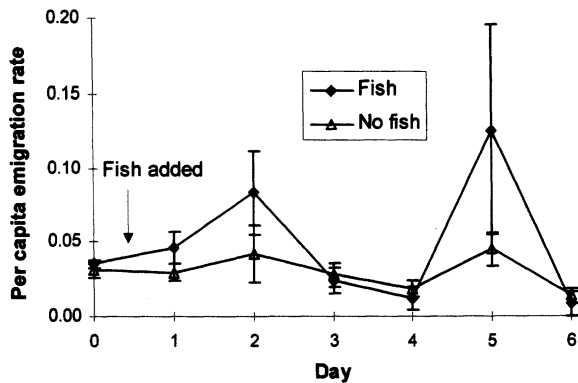 0.20
Per capita emigration rate
0.15
Fish
No fish
0.10
Fish added
0.05
0.00
0 1 2 3 4 5 6
Day